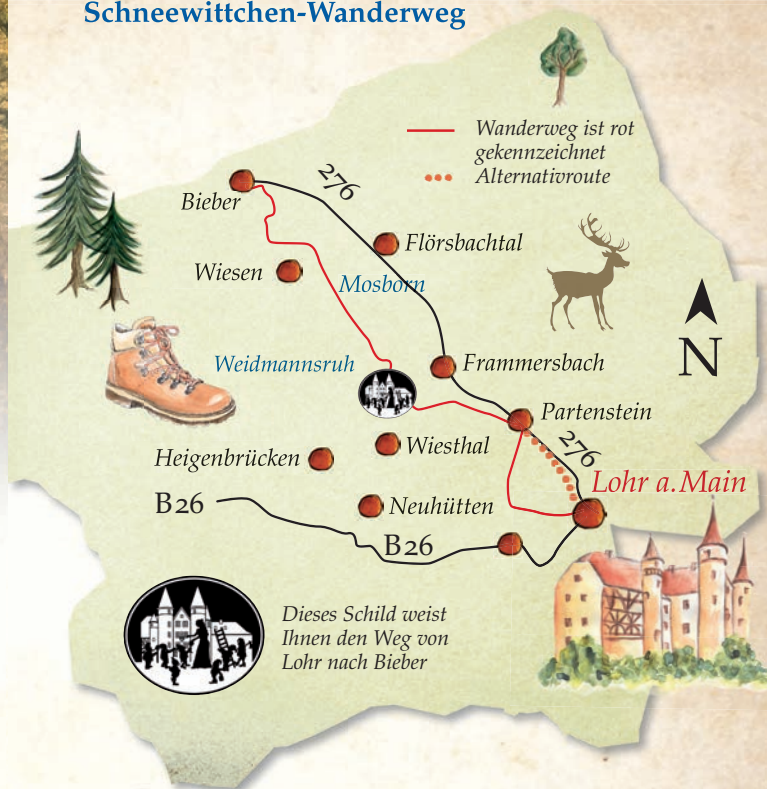 Schneewittchen-Wanderweg
Wanderweg ist rot
gekennzeichnet
Alternativroute
276
Bieber
Flörsbachtal
Wiesen
Mosborn
N
Weidmannsruh
Frammersbach
Partenstein
276
Wiesthal
Heigenbrücken
Lohr a.Main
B26
Neuhütten
B26
Dieses Schild weist
Ihnen den Weg von
Lohr nach Bieber